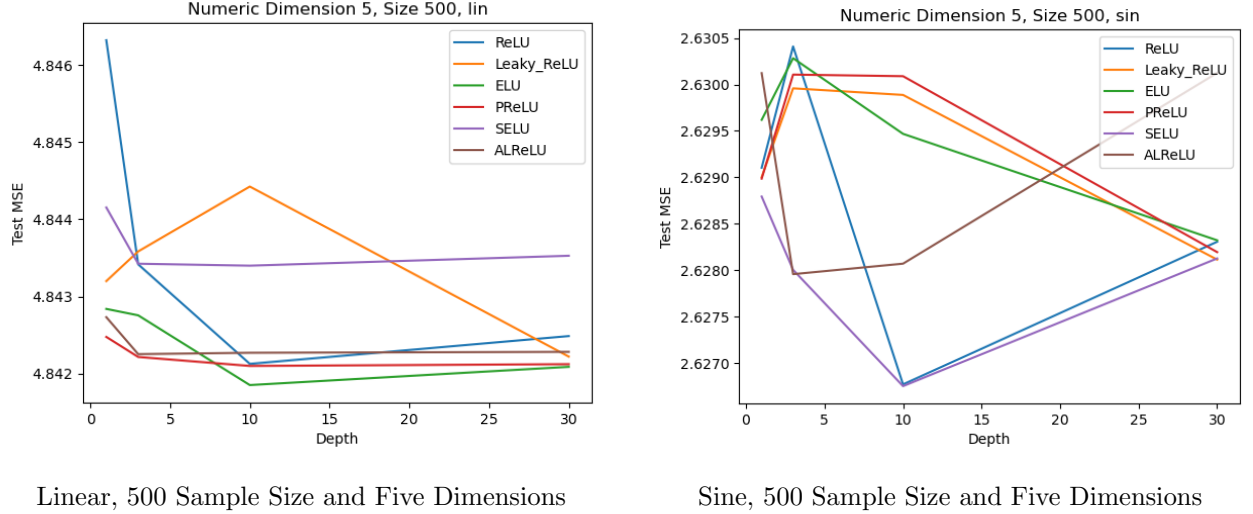 Numeric Dimension 5, Size 500, lin
4.846
4.845
4.844
4.843
4.842
Test MSE
ReLU
Leaky_ReLU
ELU
PReLU
SELU
ALReLU
0 5 10 15 20 25 30
Depth
Linear, 500 Sample Size and Five Dimensions
Numeric Dimension 5, Size 500, sin
2.6305
2.6300
2.6295
2.6290
2.6285
2.6280
2.6275
2.6270
Test MSE
ReLU
Leaky_ReLU
ELU
PReLU
SELU
ALReLU
0 5 10 15 20 25 30
Depth
Sine, 500 Sample Size and Five Dimensions